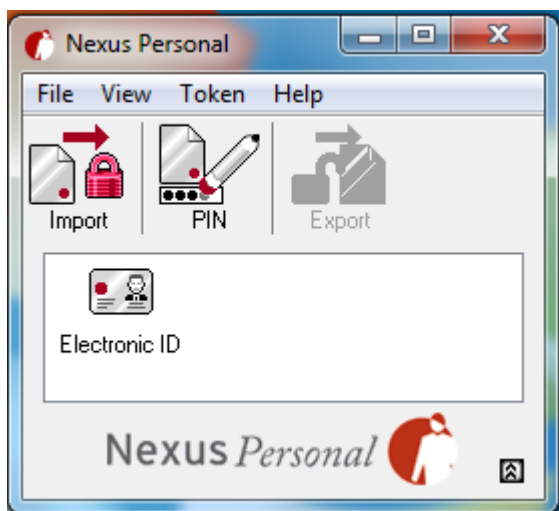 Nexus Personal
File View Token Help
Import PIN Export
Electronic ID
Nexus Personal